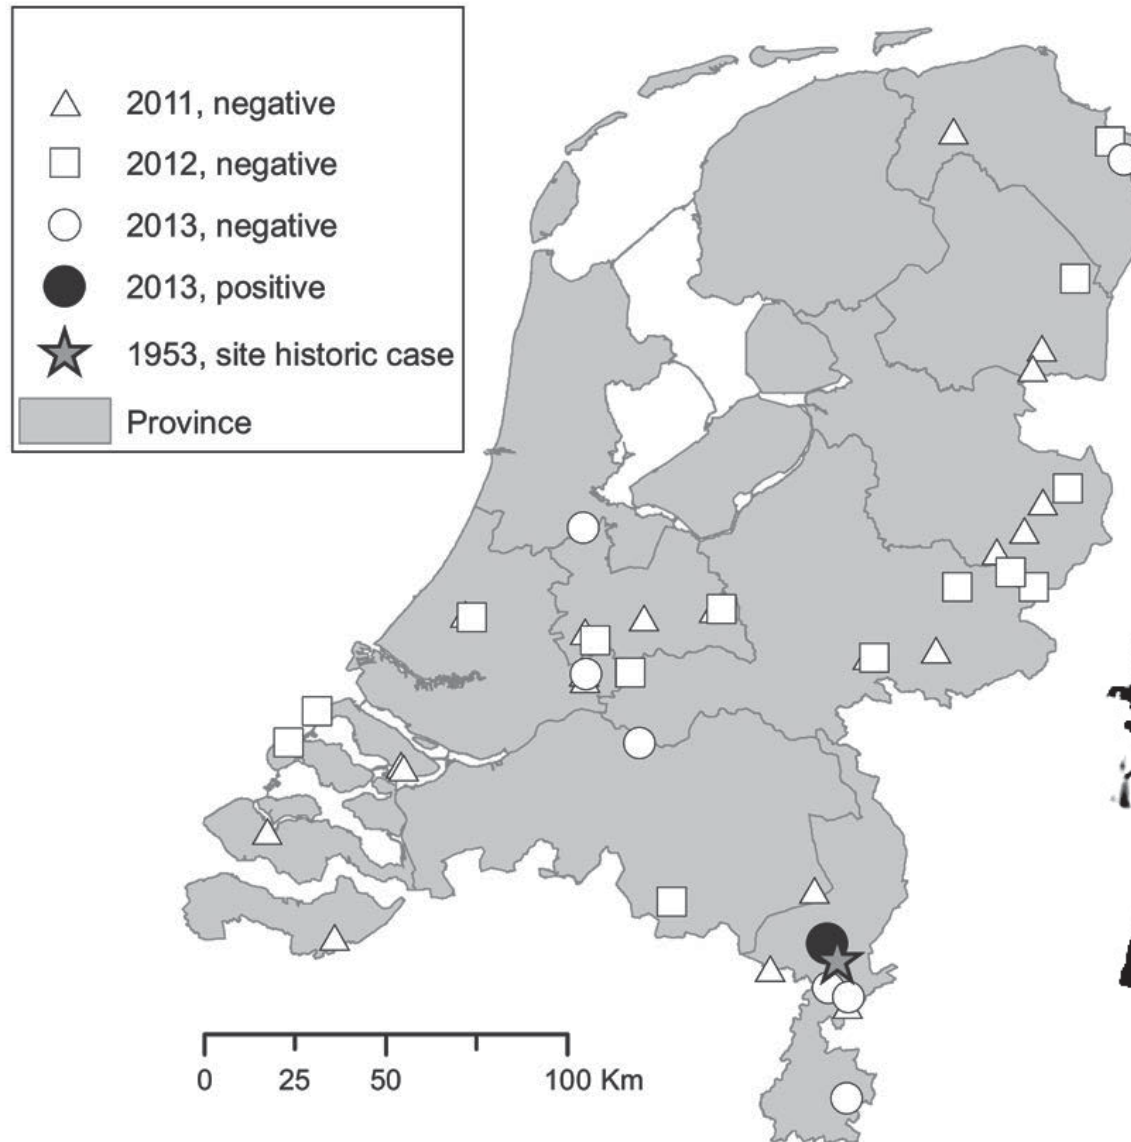 2011, negative
2012, negative
2013, negative
2013, positive
1953, site historic case
Province
0 25 50 100 Km